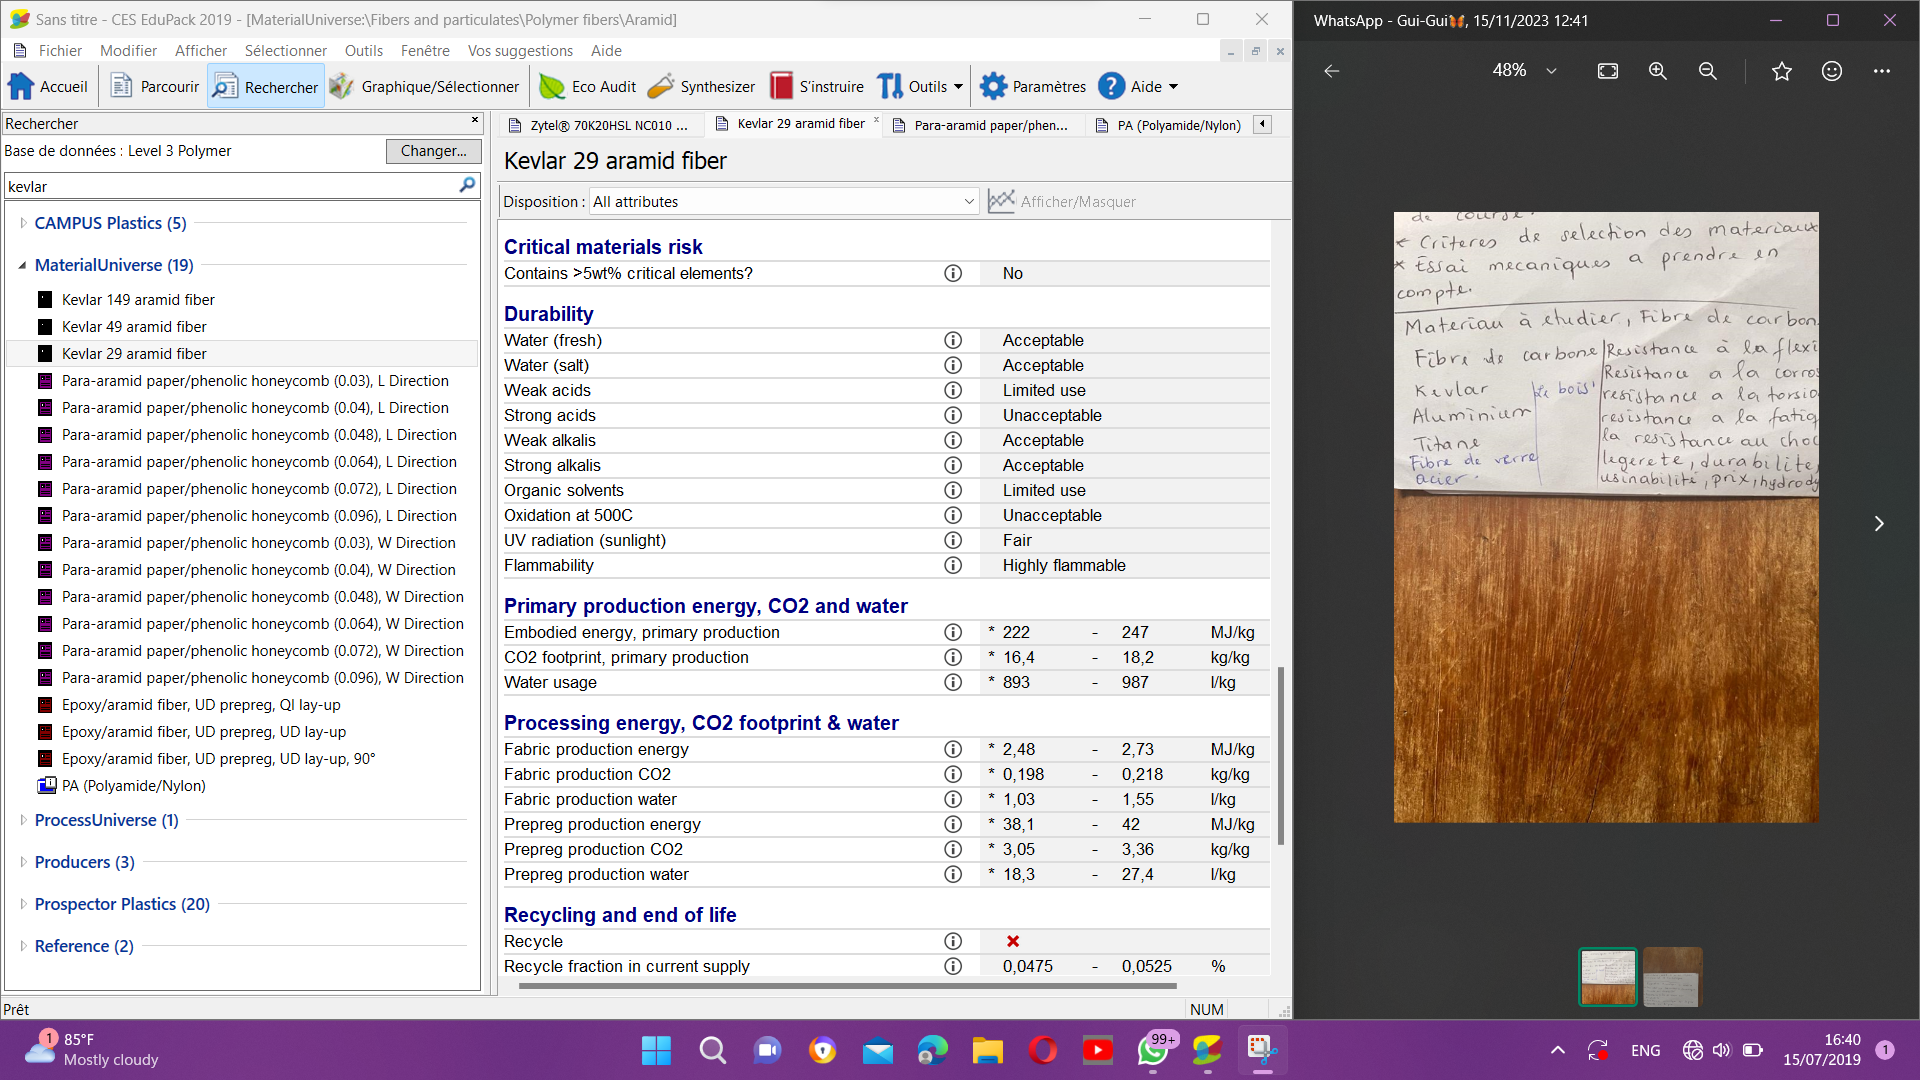 Sans titre - CES EduPack 2019 - [MaterialUniverse:\Fibers and particulates\Polymer fibers\Aramid]
Fichier Modifier Afficher Sélectionner Outils Fenêtre Vos suggestions Aide
Accueil Parcourir Rechercher Graphique/Sélectionner Eco Audit Synthesizer S'instruire Outils Paramètres Aide
Rechercher
Base de données : Level 3 Polymer Changer...
kevlar
CAMPUS Plastics (5)
MaterialUniverse (19)
Kevlar 149 aramid fiber
Kevlar 49 aramid fiber
Kevlar 29 aramid fiber
Para-aramid paper/phenolic honeycomb (0.03), L Direction
Para-aramid paper/phenolic honeycomb (0.04), L Direction
Para-aramid paper/phenolic honeycomb (0.048), L Direction
Para-aramid paper/phenolic honeycomb (0.064), L Direction
Para-aramid paper/phenolic honeycomb (0.072), L Direction
Para-aramid paper/phenolic honeycomb (0.096), L Direction
Para-aramid paper/phenolic honeycomb (0.03), W Direction
Para-aramid paper/phenolic honeycomb (0.04), W Direction
Para-aramid paper/phenolic honeycomb (0.048), W Direction
Para-aramid paper/phenolic honeycomb (0.064), W Direction
Para-aramid paper/phenolic honeycomb (0.072), W Direction
Para-aramid paper/phenolic honeycomb (0.096), W Direction
Epoxy/aramid fiber, UD prepreg, QI lay-up
Epoxy/aramid fiber, UD prepreg, UD lay-up
Epoxy/aramid fiber, UD prepreg, UD lay-up, 90°
PA (Polyamide/Nylon)
ProcessUniverse (1)
Producers (3)
Prospector Plastics (20)
Reference (2)
Prêt
Zytel® 70K20HSL NC010 ... Kevlar 29 aramid fiber Para-aramid paper/phen... PA (Polyamide/Nylon)
Kevlar 29 aramid fiber
Disposition : All attributes Afficher/Masquer
Critical materials risk
Contains >5wt% critical elements? No
Durability
Water (fresh) Acceptable
Water (salt) Acceptable
Weak acids Limited use
Strong acids Unacceptable
Weak alkalis Acceptable
Strong alkalis Acceptable
Organic solvents Limited use
Oxidation at 500C Unacceptable
UV radiation (sunlight) Fair
Flammability Highly flammable
Primary production energy, CO2 and water
Embodied energy, primary production * 222 - 247 MJ/kg
CO2 footprint, primary production * 16,4 - 18,2 kg/kg
Water usage * 893 - 987 l/kg
Processing energy, CO2 footprint & water
Fabric production energy * 2,48 - 2,73 MJ/kg
Fabric production CO2 * 0,198 - 0,218 kg/kg
Fabric production water * 1,03 - 1,55 l/kg
Prepreg production energy * 38,1 - 42 MJ/kg
Prepreg production CO2 * 3,05 - 3,36 kg/kg
Prepreg production water * 18,3 - 27,4 l/kg
Recycling and end of life
Recycle
Recycle fraction in current supply 0,0475 - 0,0525 %
NUM
WhatsApp - Gui-Gui🦋, 15/11/2023 12:41
48%
de course.
* Criteres de selection des materiaux
* Essai mecaniques a prendre en
compte.
Materiau à etudier, Fibre de carbon
Fibre de carbone Resistance à la flexi
Resistance a la corros
Kevlar Le bois resistance a la torsio
Aluminium resistance a la fatig
Titane la resistance au choc
Fibre de verre legerete, durabilite,
acier. usinabilité, prix, hydrody
1 85°F
Mostly cloudy
99+
ENG
16:40
15/07/2019
1